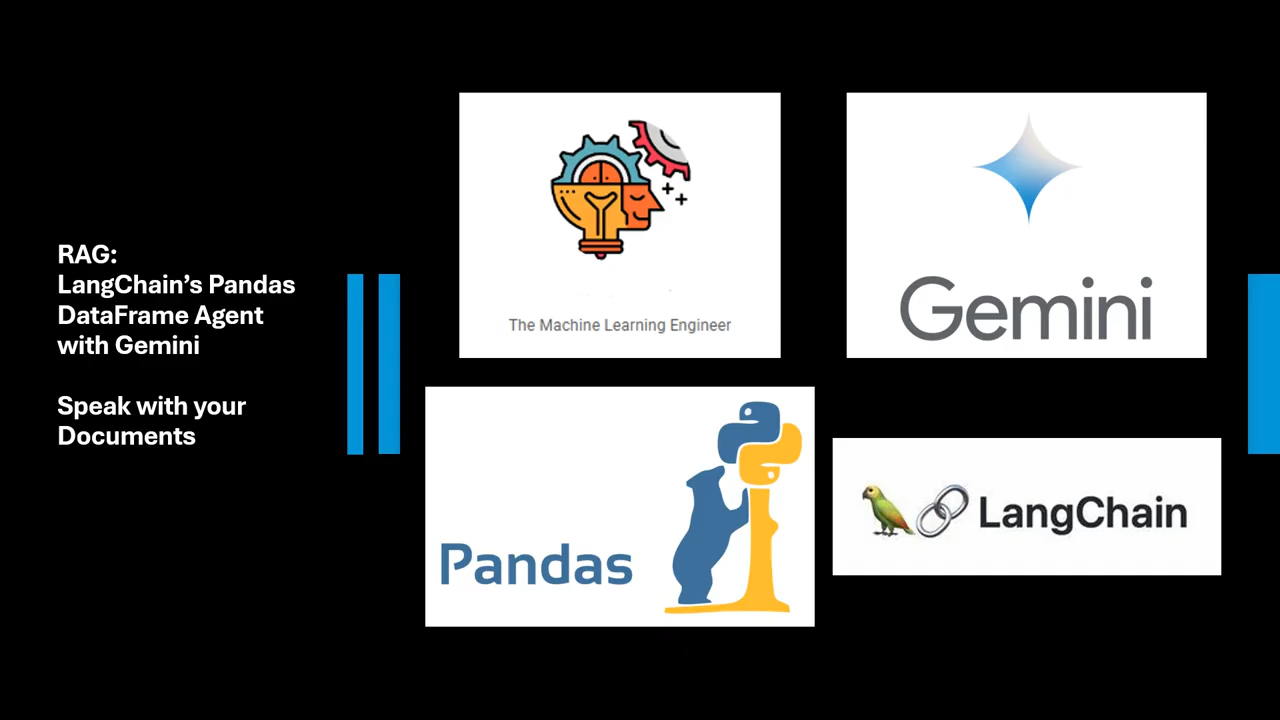 RAG:
LangChain’s Pandas
DataFrame Agent
with Gemini
Speak with your
Documents
The Machine Learning Engineer
Gemini
Pandas
LangChain